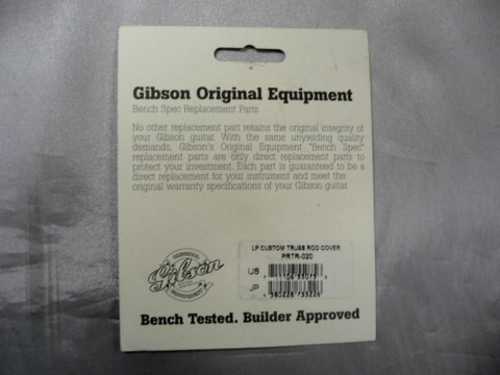 Gibson Original Equipment
Bench Spec Replacement Parts
No other replacement part retains the original integrity of
your Gibson guitar. With the same unyielding quality
demands, Gibson's Original Equipment "Bench Spec"
replacement parts are only direct replacement parts to
protect your investment. Each part is guaranteed to be a
direct replacement for your instrument and meet the
original warranty specifications of your Gibson guitar.
LP CUSTOM TRUSS ROD COVER
PRTR-020
US
JP
Gibson
Bench Tested. Builder Approved